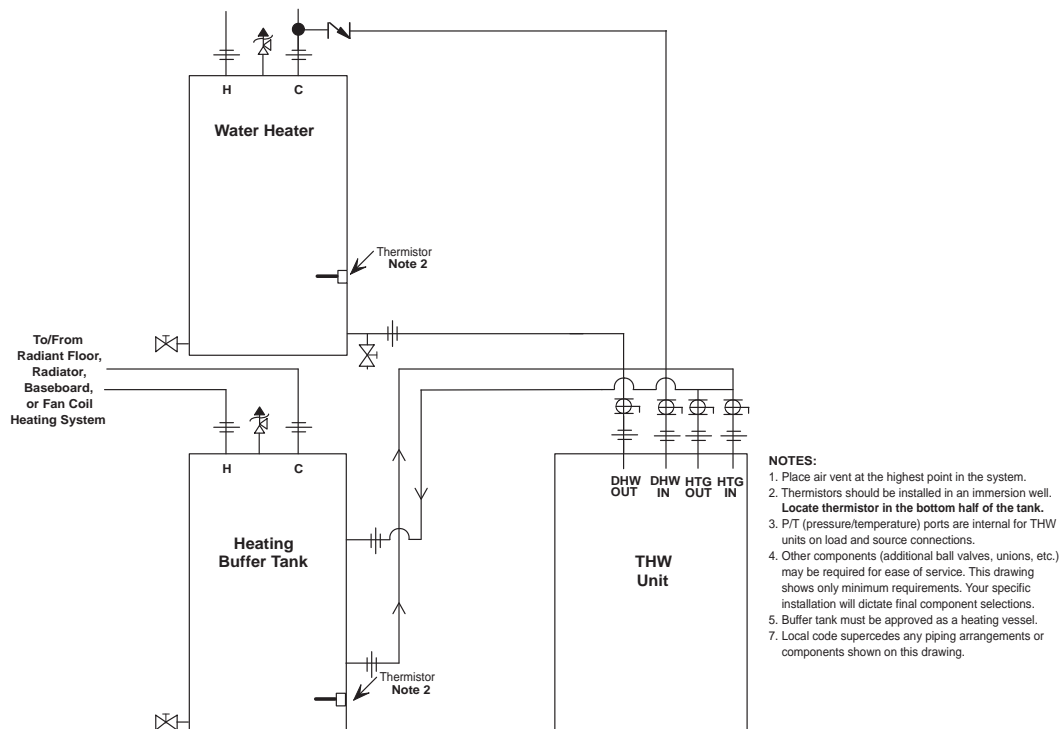 H
C
Water Heater
Thermistor
Note 2
To/From
Radiant Floor,
Radiator,
Baseboard,
or Fan Coil
Heating System
H
C
Heating
Buffer Tank
Thermistor
Note 2
DHW OUT
DHW IN
HTG OUT
HTG IN
THW
Unit
NOTES:
1. Place air vent at the highest point in the system.
2. Thermistors should be installed in an immersion well.
Locate thermistor in the bottom half of the tank.
3. P/T (pressure/temperature) ports are internal for THW
units on load and source connections.
4. Other components (additional ball valves, unions, etc.)
may be required for ease of service. This drawing
shows only minimum requirements. Your specific
installation will dictate final component selections.
5. Buffer tank must be approved as a heating vessel.
7. Local code supercedes any piping arrangements or
components shown on this drawing.